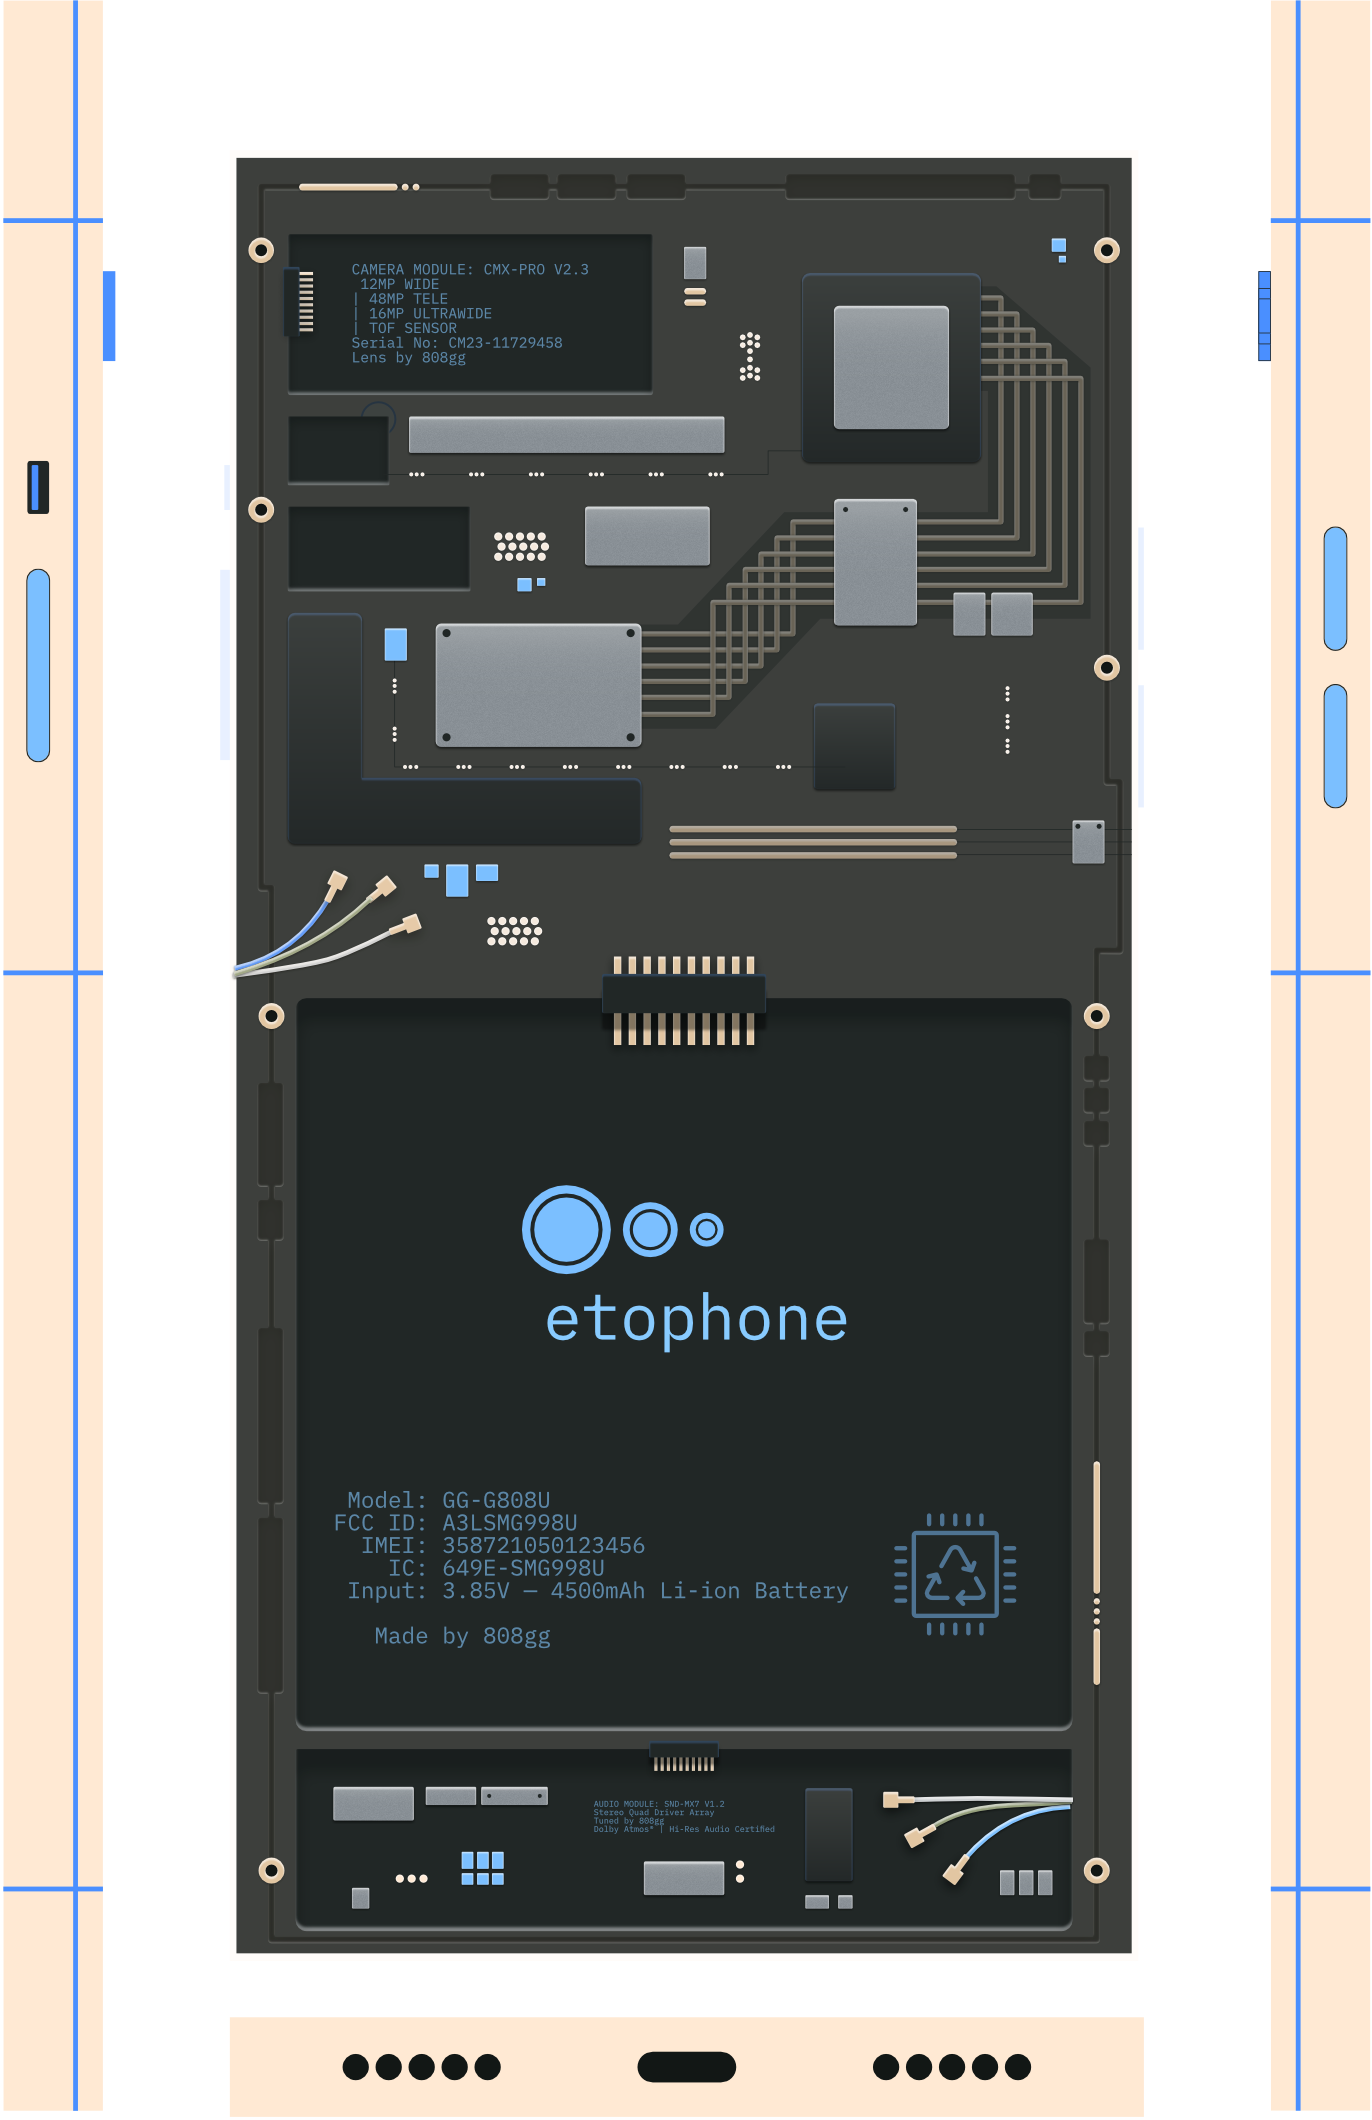 CAMERA MODULE: CMX-PRO V2.3
12MP WIDE
| 48MP TELE
| 16MP ULTRAWIDE
| TOF SENSOR
Serial No: CM23-11729458
Lens by 808gg
etophone
Model: GG-G808U
FCC ID: A3LSMG998U
IMEI: 358721050123456
IC: 649E-SMG998U
Input: 3.85V — 4500mAh Li-ion Battery
Made by 808gg
AUDIO MODULE: SND-MX7 V1.2
Stereo Quad Driver Array
Tuned by 808gg
Dolby Atmos* | Hi-Res Audio Certified